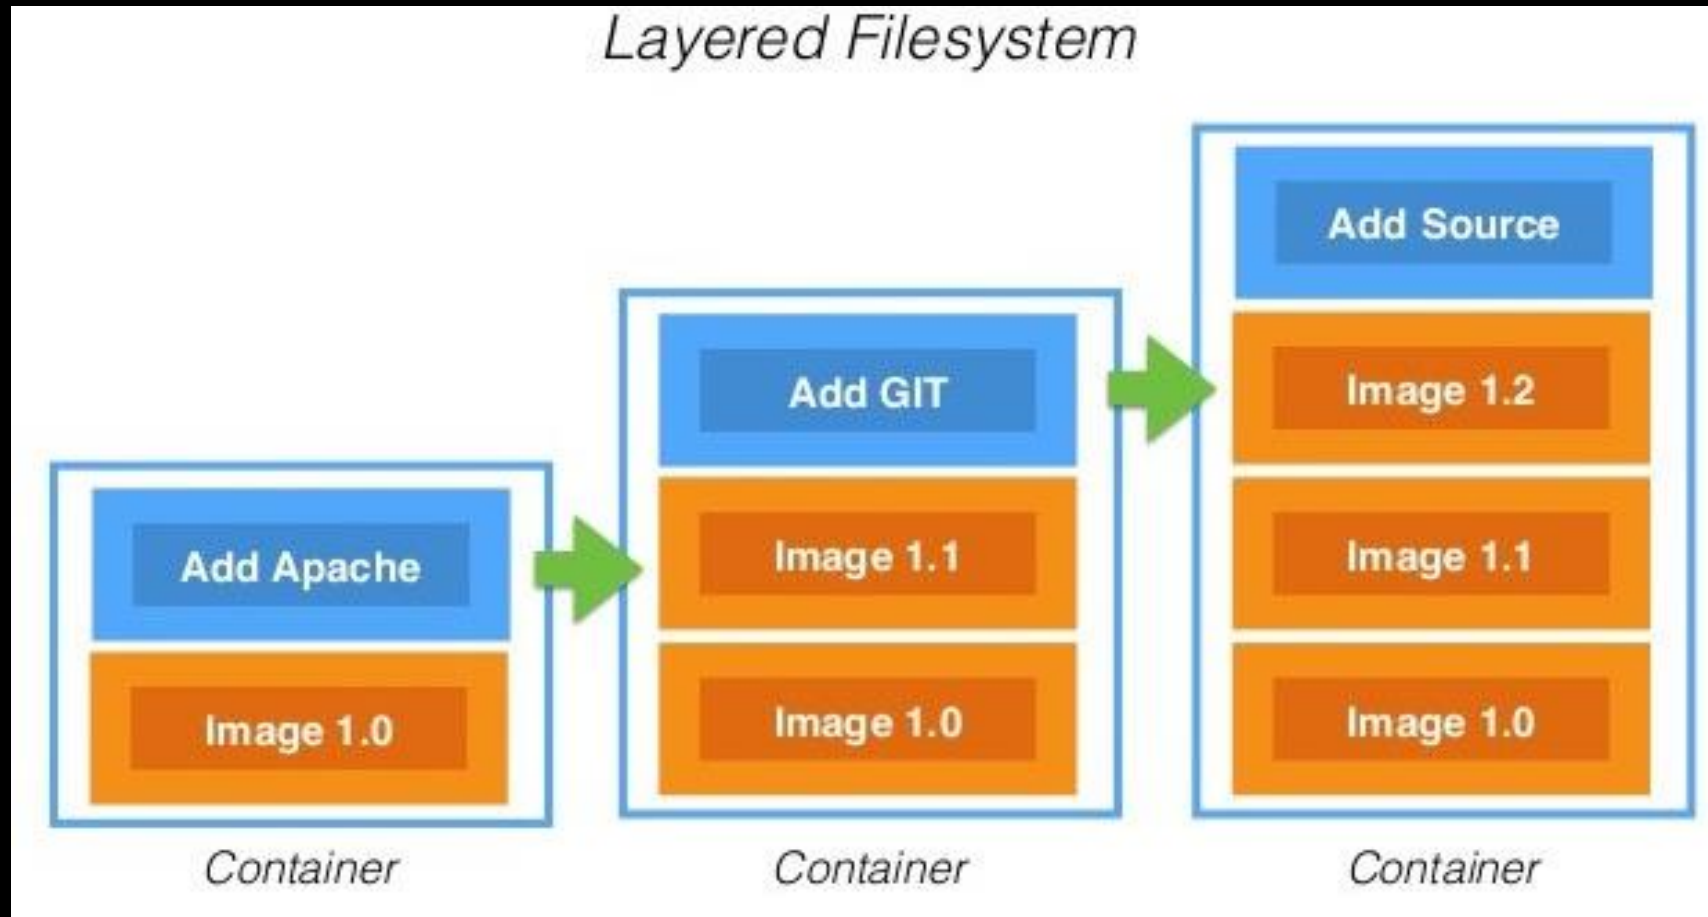 Layered Filesystem
Add Apache
Image 1.0
Container
Add GIT
Image 1.1
Image 1.0
Container
Add Source
Image 1.2
Image 1.1
Image 1.0
Container